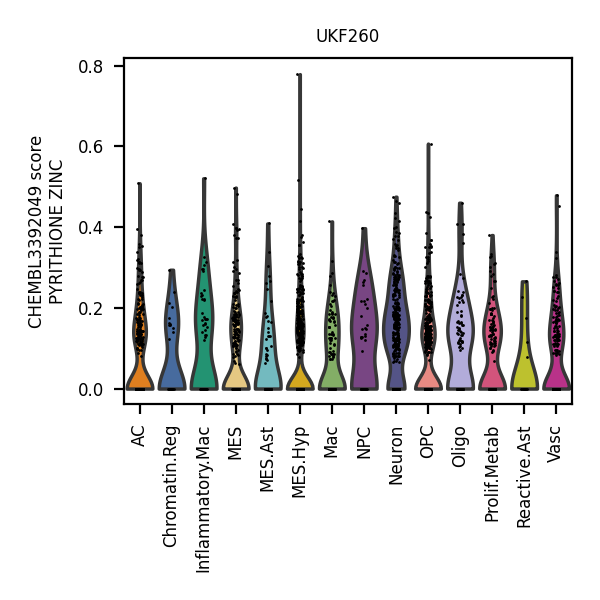 UKF260
CHEMBL3392049 score
PYRITHIONE ZINC
0.8
0.6
0.4
0.2
0.0
AC
Chromatin.Reg
Inflammatory.Mac
MES
MES.Ast
MES.Hyp
Mac
NPC
Neuron
OPC
Oligo
Prolif.Metab
Reactive.Ast
Vasc